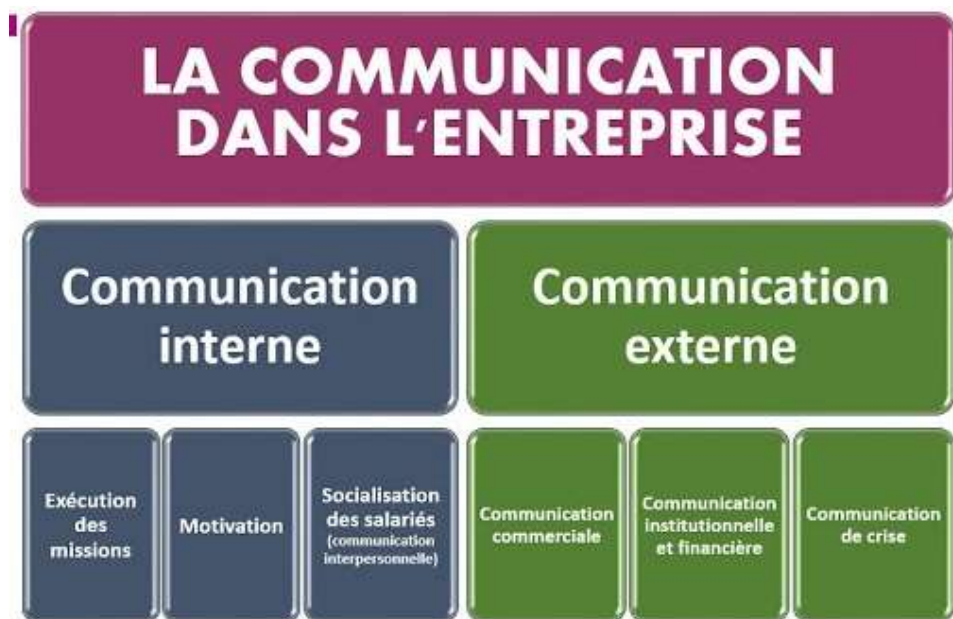 LA COMMUNICATION
DANS L'ENTREPRISE
Communication
interne
Communication
externe
Exécution
des
missions
Motivation
Socialisation
des salariés
(communication
interpersonnelle)
Communication
commerciale
Communication
institutionnelle
et financière
Communication
de crise